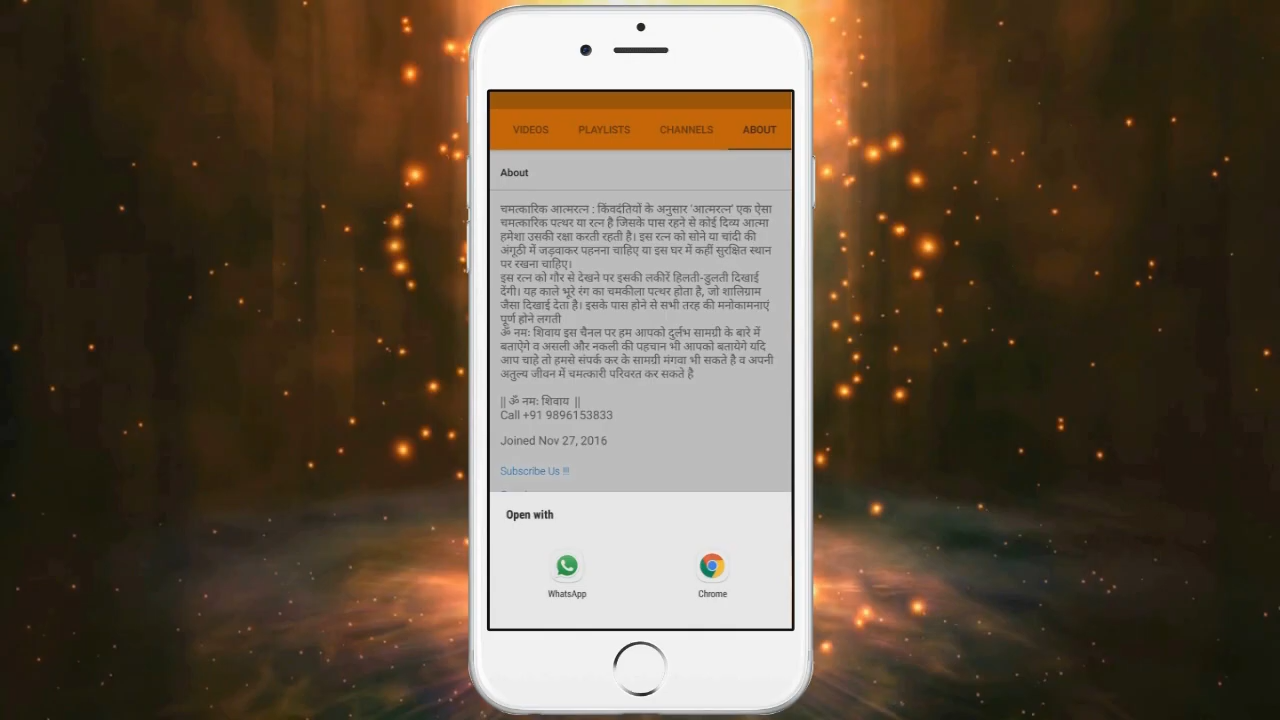 VIDEOS PLAYLISTS CHANNELS ABOUT
About
चमत्कारिक आत्मरत्न : किंवदंतियों के अनुसार 'आत्मरत्न' एक ऐसा
चमत्कारिक पत्थर या रत्न है जिसके पास रहने से कोई दिव्य आत्मा
हमेशा उसकी रक्षा करती रहती है। इस रत्न को सोने या चांदी की
अंगूठी में जड़वाकर पहनना चाहिए या इस घर में कहीं सुरक्षित स्थान
पर रखना चाहिए।
इस रत्न को गौर से देखने पर इसकी लकीरें हिलती-डुलती दिखाई
देंगी। यह काले भूरे रंग का चमकीला पत्थर होता है, जो शालिग्राम
जैसा दिखाई देता है। इसके पास होने से सभी तरह की मनोकामनाएं
पूर्ण होने लगती
ॐ नमः शिवाय इस चैनल पर हम आपको दुर्लभ सामग्री के बारे में
बताऐगे व असली और नकली की पहचान भी आपको बतायेगे यदि
आप चाहे तो हमसे संपर्क कर के सामग्री मंगवा भी सकते है व अपनी
अतुल्य जीवन में चमत्कारी परिवरत कर सकते है
|| ॐ नमः शिवाय ||
Call +91 9896153833
Joined Nov 27, 2016
Subscribe Us !!!
Open with
WhatsApp Chrome